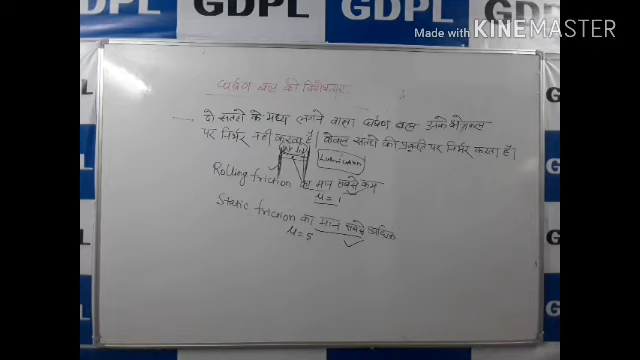 GDPL
GDPL
GDPL
Made with
KINEMASTER
घर्षण बल की विशेषताएं
दो सतहों के मध्य लगने वाला घर्षण बल उनके क्षेत्रफल
पर निर्भर नहीं करता है। केवल सतहों की प्रकृति पर निर्भर करता है।
Lubrication
Rolling friction का मान सबसे कम
μ = 1
Static friction का मान सबसे अधिक
μ = 5